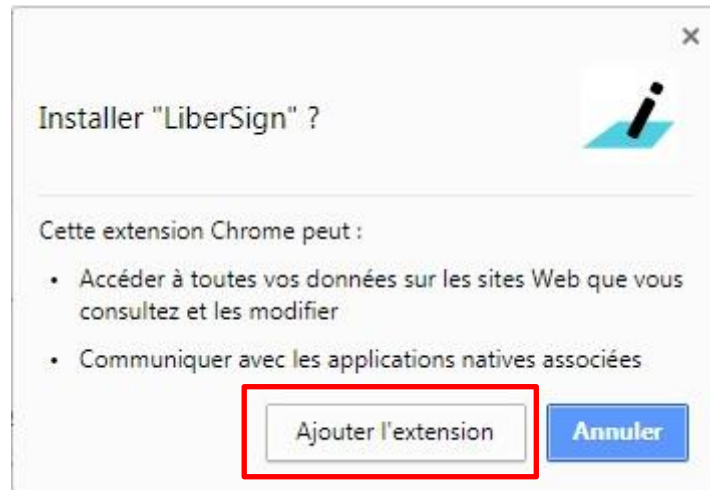 Installer "LiberSign" ?
Cette extension Chrome peut :
• Accéder à toutes vos données sur les sites Web que vous
consultez et les modifier
• Communiquer avec les applications natives associées
Ajouter l'extension
Annuler